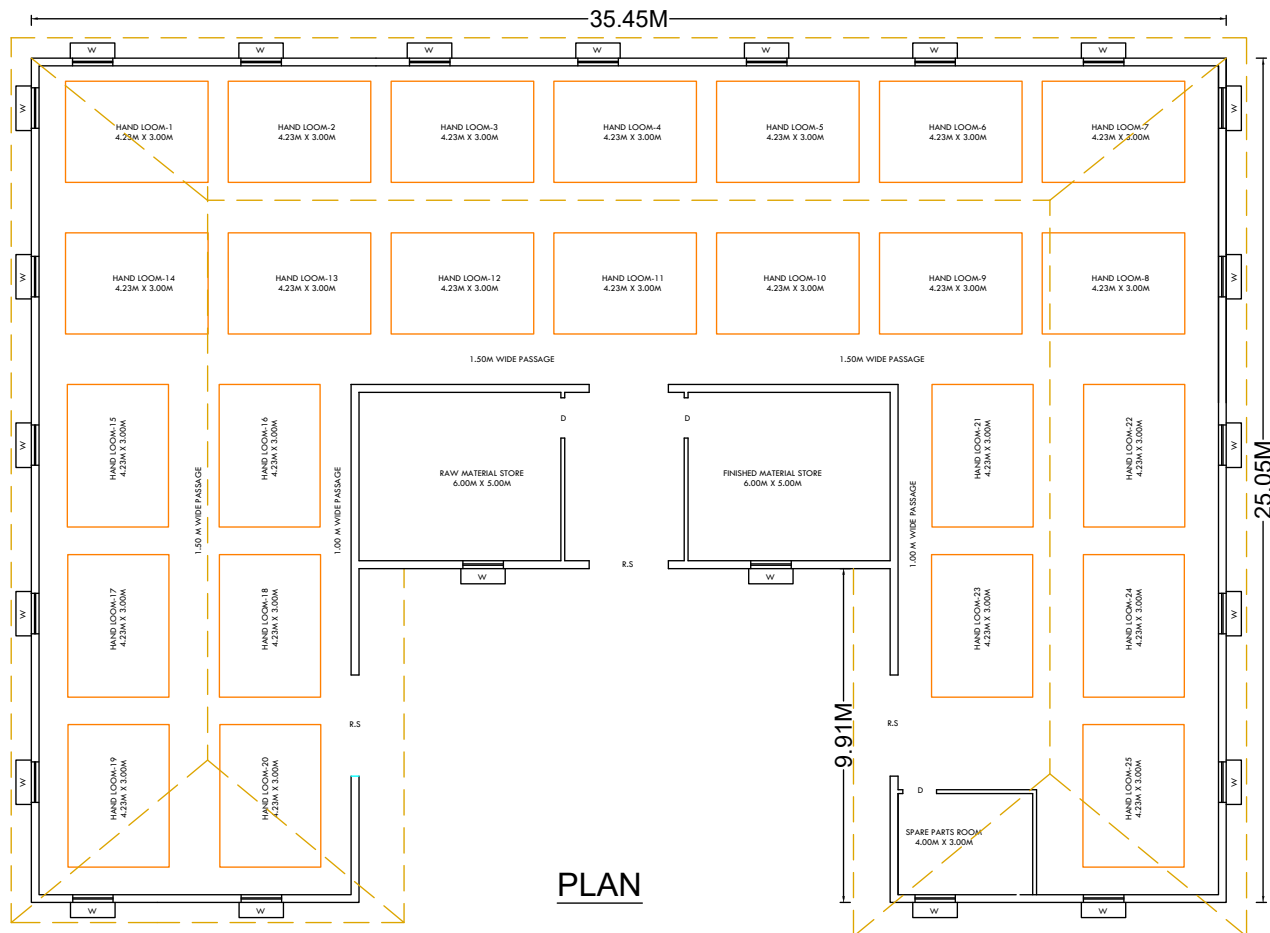 35.45M
W
W
W
W
W
W
W
W
W
HAND LOOM-1
4.23M X 3.00M
HAND LOOM-2
4.23M X 3.00M
HAND LOOM-3
4.23M X 3.00M
HAND LOOM-4
4.23M X 3.00M
HAND LOOM-5
4.23M X 3.00M
HAND LOOM-6
4.23M X 3.00M
HAND LOOM-7
4.23M X 3.00M
W
W
HAND LOOM-14
4.23M X 3.00M
HAND LOOM-13
4.23M X 3.00M
HAND LOOM-12
4.23M X 3.00M
HAND LOOM-11
4.23M X 3.00M
HAND LOOM-10
4.23M X 3.00M
HAND LOOM-9
4.23M X 3.00M
HAND LOOM-8
4.23M X 3.00M
1.50M WIDE PASSAGE
1.50M WIDE PASSAGE
W
W
HAND LOOM-15
4.23M X 3.00M
HAND LOOM-16
4.23M X 3.00M
D
D
RAW MATERIAL STORE
6.00M X 5.00M
FINISHED MATERIAL STORE
6.00M X 5.00M
HAND LOOM-21
4.23M X 3.00M
HAND LOOM-22
4.23M X 3.00M
25.05M
1.50 M WIDE PASSAGE
1.00 M WIDE PASSAGE
1.00 M WIDE PASSAGE
R.S
W
W
W
W
HAND LOOM-17
4.23M X 3.00M
HAND LOOM-18
4.23M X 3.00M
HAND LOOM-23
4.23M X 3.00M
HAND LOOM-24
4.23M X 3.00M
R.S
9.91M
R.S
W
W
HAND LOOM-19
4.23M X 3.00M
HAND LOOM-20
4.23M X 3.00M
D
SPARE PARTS ROOM
4.00M X 3.00M
HAND LOOM-25
4.23M X 3.00M
PLAN
W
W
W
W